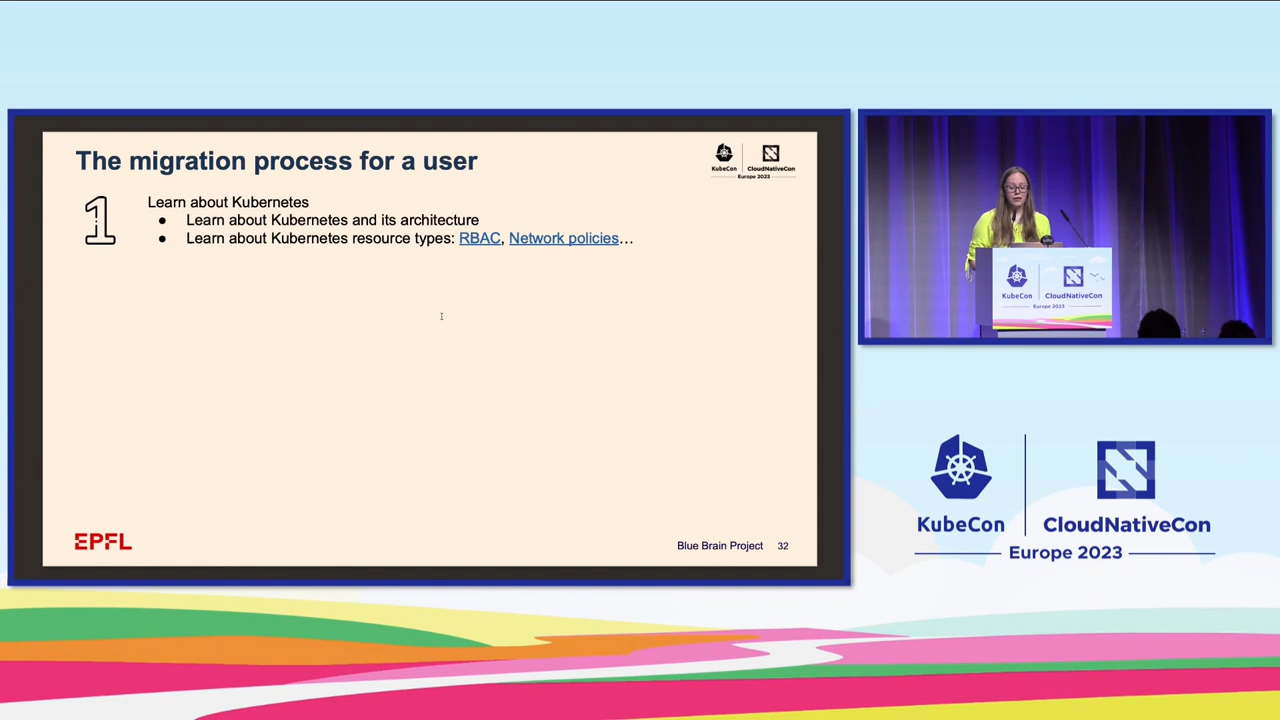 The migration process for a user
KubeCon
CloudNativeCon
Europe 2023
1
Learn about Kubernetes
● Learn about Kubernetes and its architecture
● Learn about Kubernetes resource types: RBAC, Network policies…
EPFL
Blue Brain Project 32
KubeCon
CloudNativeCon
Europe 2023
KubeCon
CloudNativeCon
Europe 2023